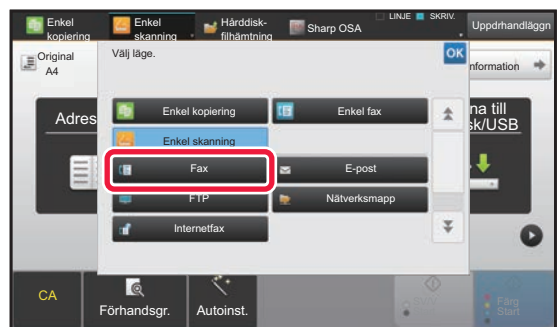 Enkel
kopiering
Enkel
skanning
Hårddisk-
filhämtning
Sharp OSA
LINJE
SKRIV.
Uppdrhandläggn
Original
A4
Välj läge.
OK
nformation
Adres
na till
sk/USB
Enkel kopiering
Enkel fax
Enkel skanning
Fax
E-post
FTP
Nätverksmapp
Internetfax
CA
Förhandsgr.
Autoinst.
Färg
Start